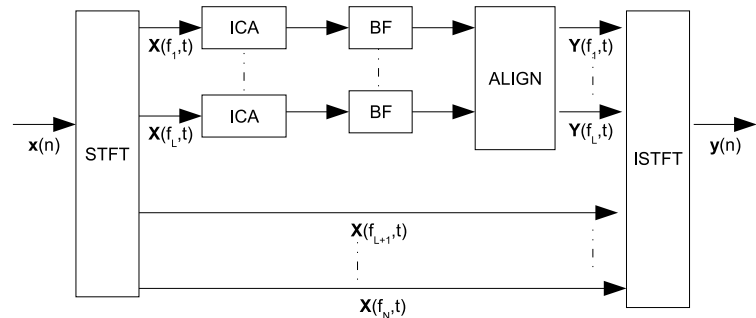 ICA BF
X(f1,t) Y(f1,t)
ALIGN
ICA BF
x(n) STFT X(fL,t) Y(fL,t) ISTFT y(n)
X(fL+1,t)
X(fN,t)